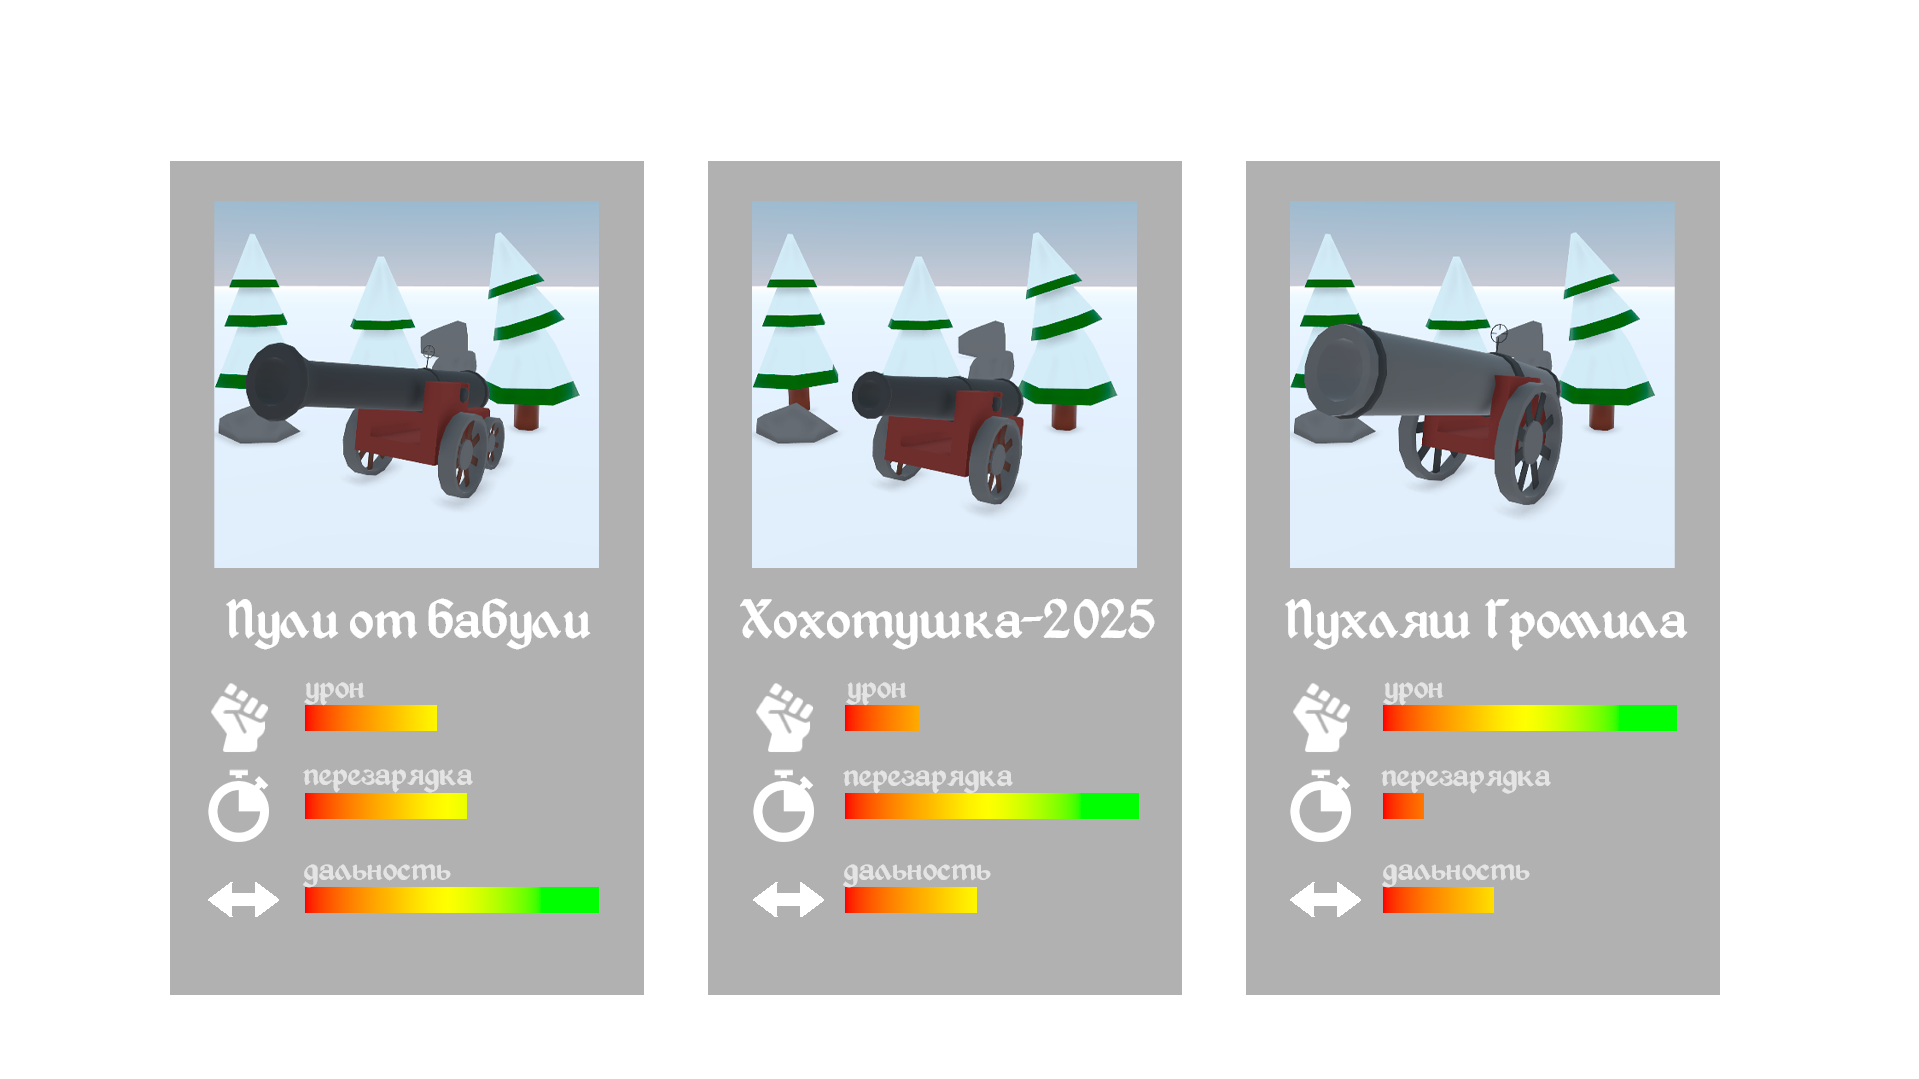 Пули от бабули
урон
перезарядка
дальность
Хохотушка-2025
урон
перезарядка
дальность
Пухляш Громила
урон
перезарядка
дальность